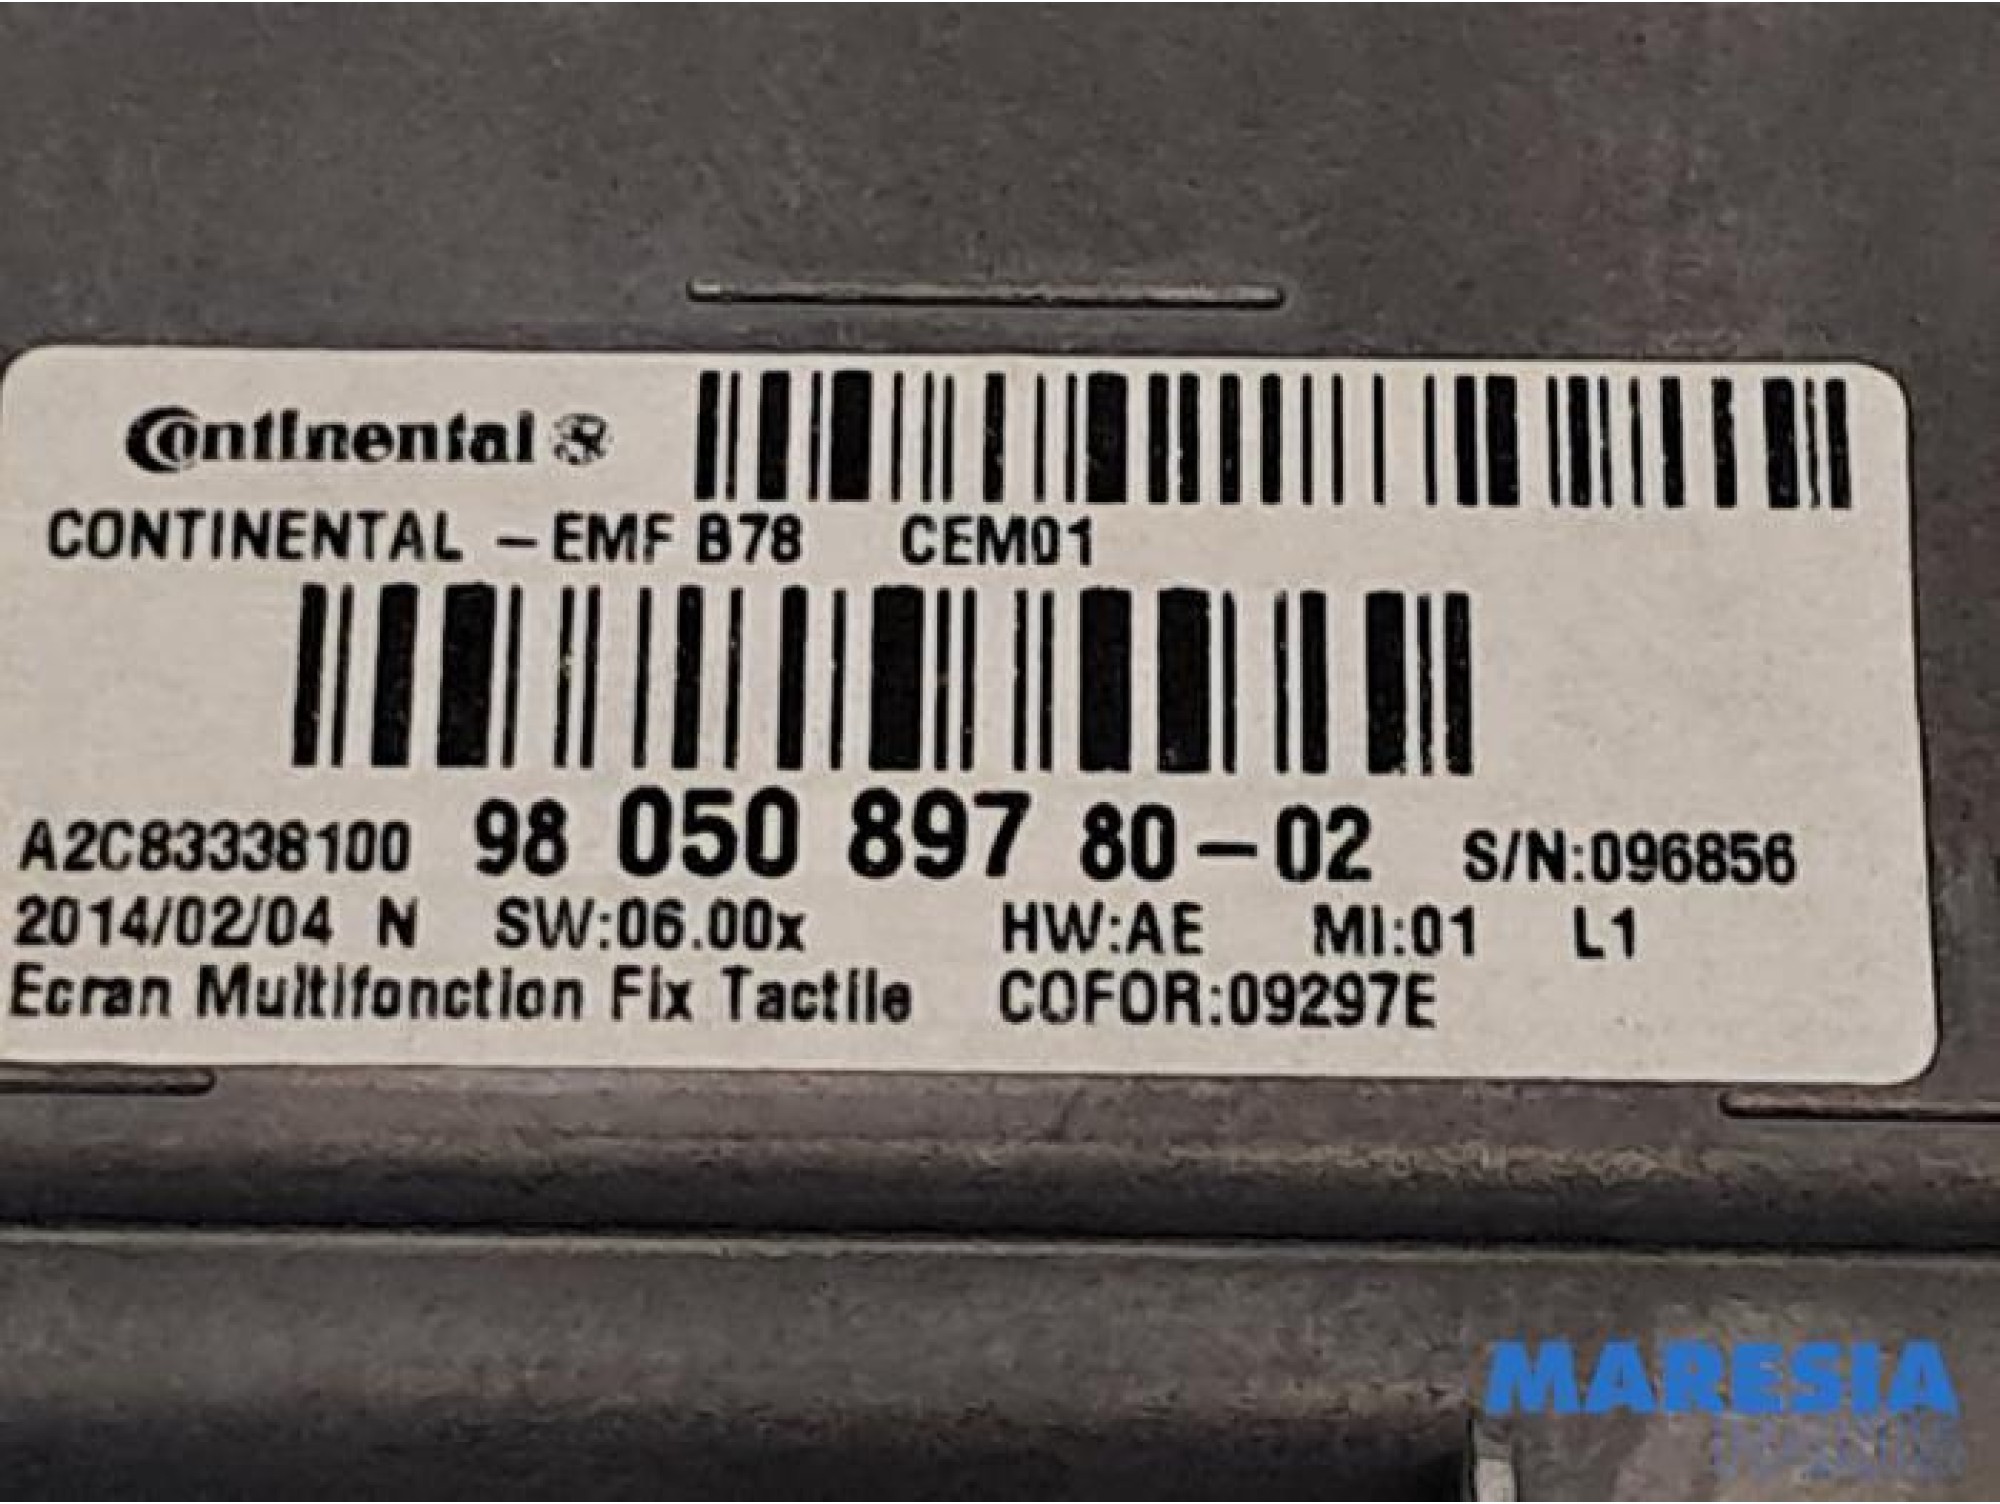 Continental
CONTINENTAL -EMF B78 CEM01
A2C83338100 98 050 897 80-02 S/N:096856
2014/02/04 N SW:06.00x HW:AE MI:01 L1
Ecran Multifonction Fix Tactile COFOR:09297E
MARESIA